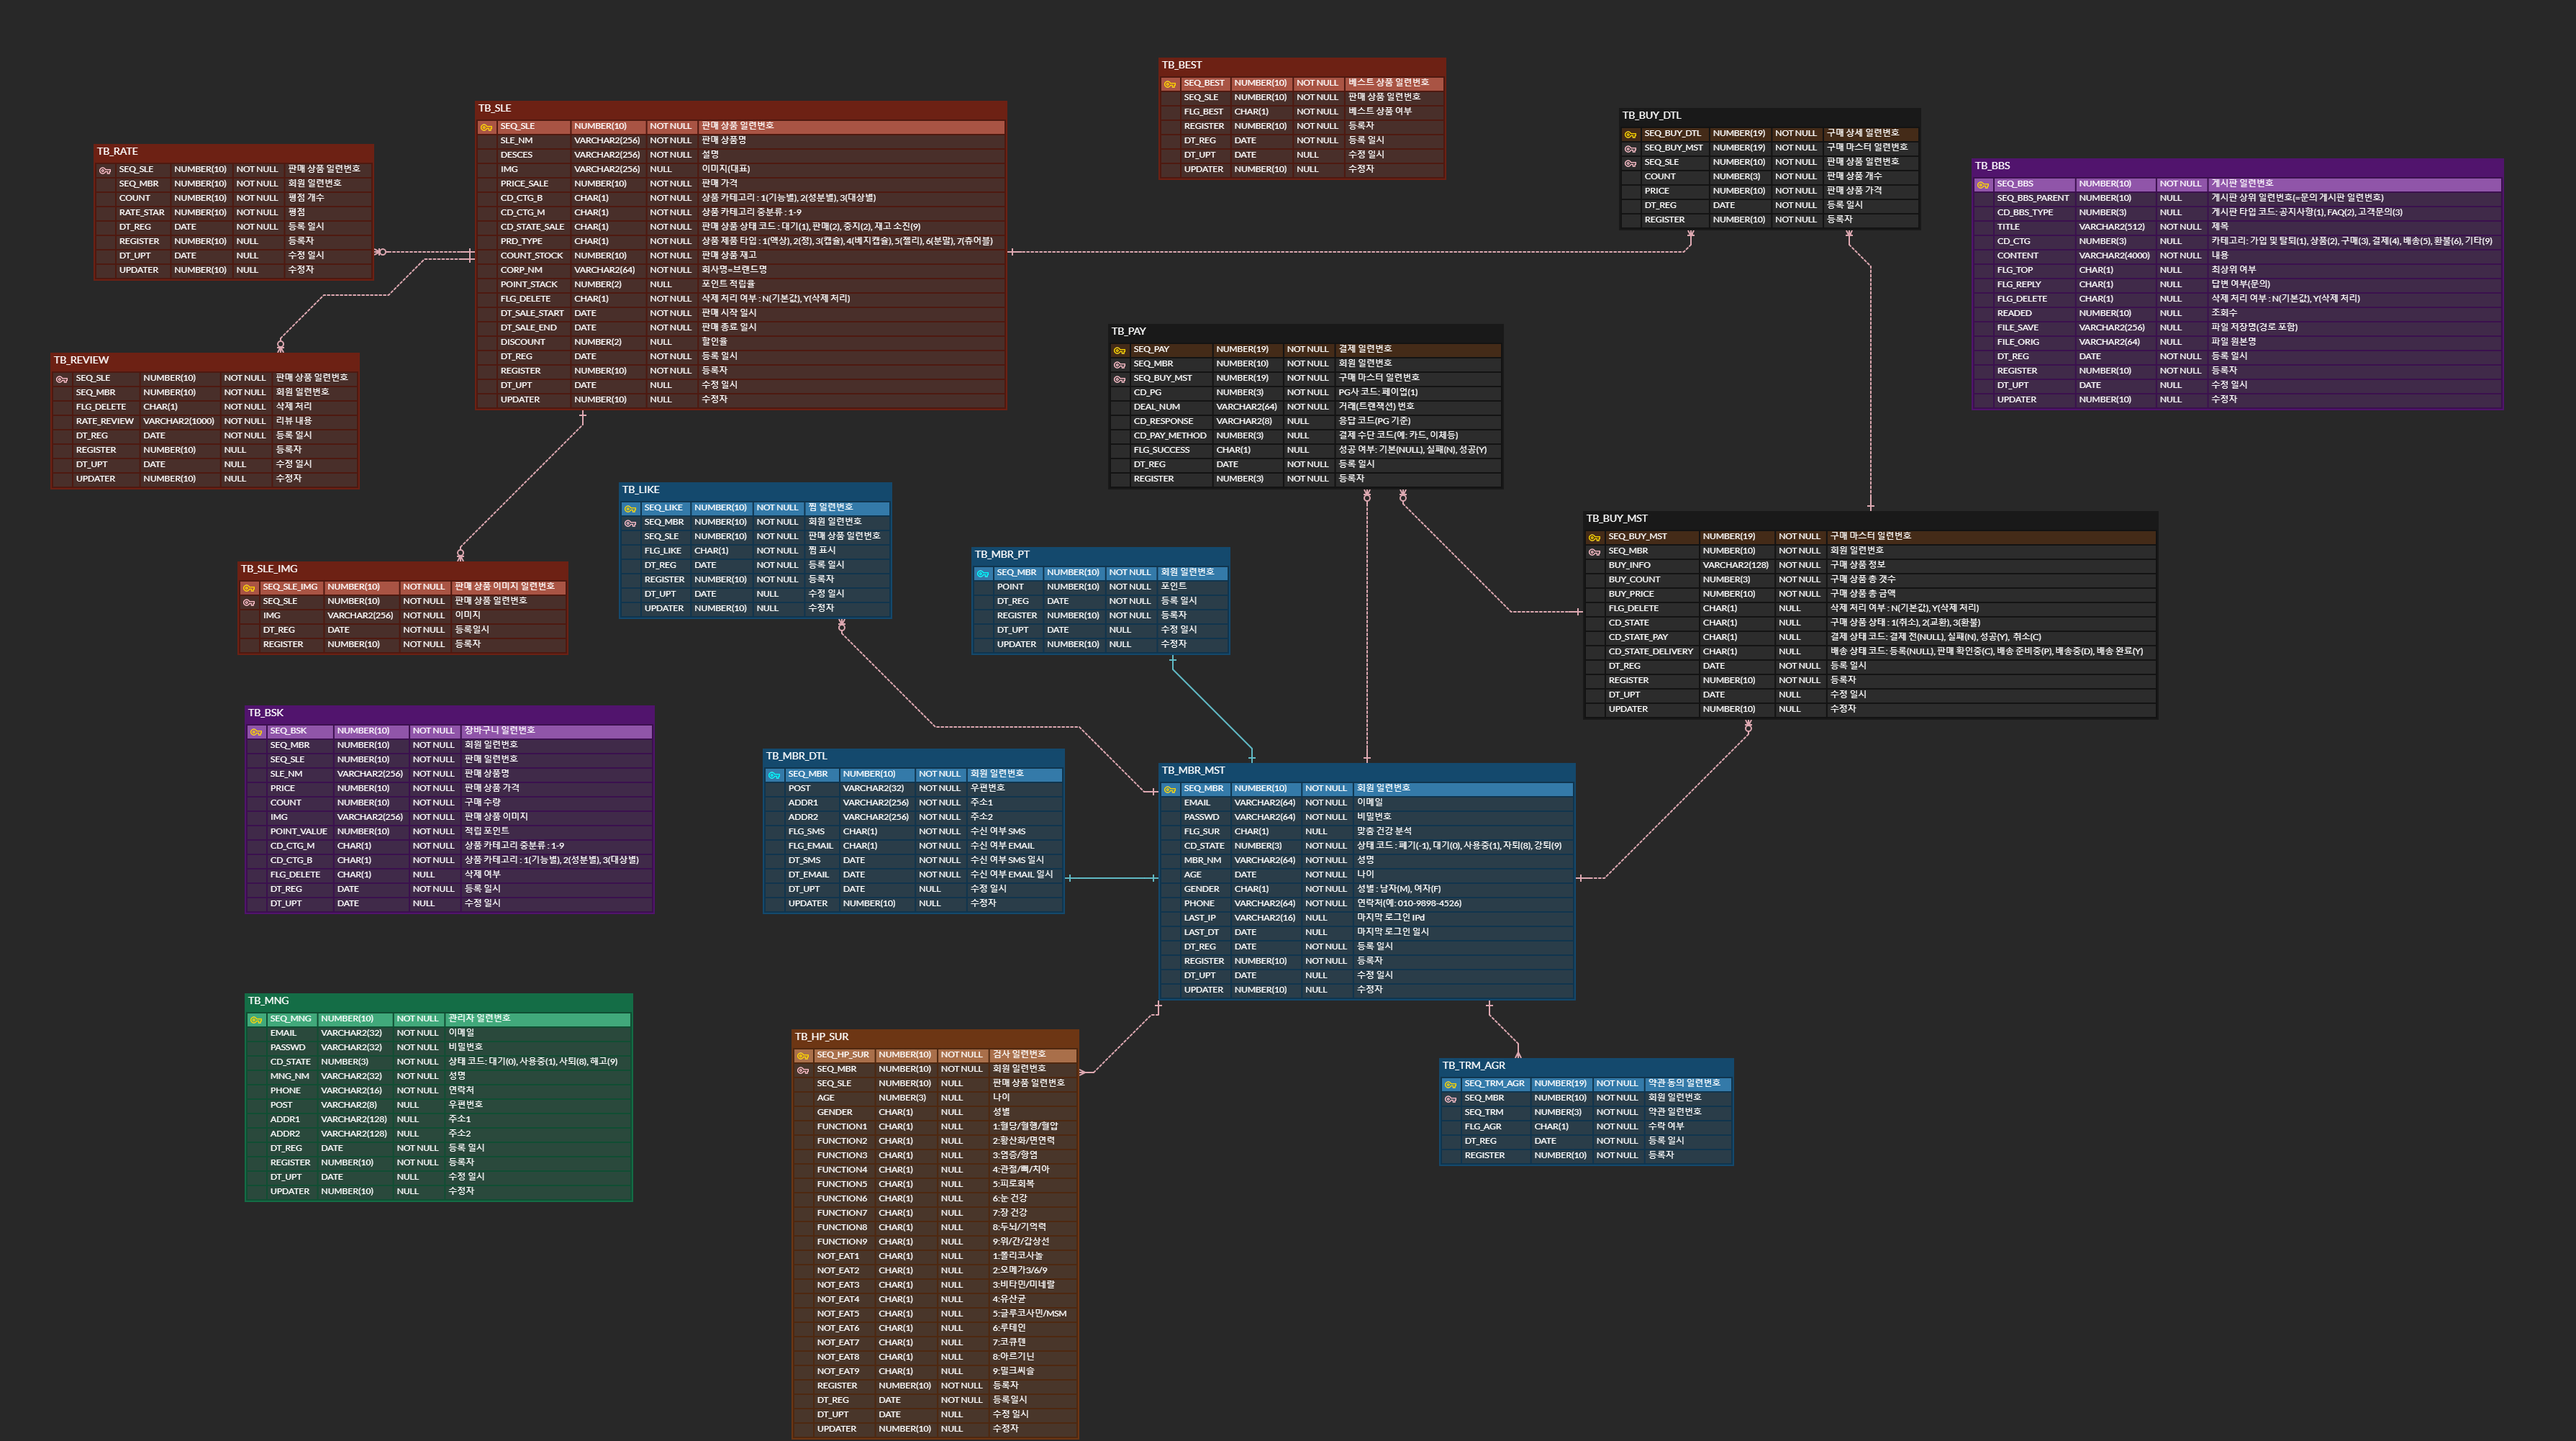 TB_BEST
SEQ_BEST NUMBER(10) NOT NULL 베스트 상품 일련번호
SEQ_SLE NUMBER(10) NOT NULL 판매 상품 일련번호
FLG_BEST CHAR(1) NOT NULL 베스트 상품 여부
REGISTER NUMBER(10) NOT NULL 등록자
DT_REG DATE NOT NULL 등록 일시
DT_UPT DATE NULL 수정 일시
UPDATER NUMBER(10) NULL 수정자
TB_SLE
SEQ_SLE NUMBER(10) NOT NULL 판매 상품 일련번호
SLE_NM VARCHAR2(256) NOT NULL 판매 상품명
DESCES VARCHAR2(256) NOT NULL 설명
IMG VARCHAR2(256) NULL 이미지(대표)
PRICE_SALE NUMBER(10) NOT NULL 판매 가격
CD_CTG_B CHAR(1) NOT NULL 상품 카테고리 : 1(기능별), 2(성분별), 3(대상별)
CD_CTG_M CHAR(1) NOT NULL 상품 카테고리 중분류 : 1-9
CD_STATE_SALE CHAR(1) NOT NULL 판매 상품 상태 코드 : 대기(1), 판매(2), 중지(2), 재고 소진(9)
PRD_TYPE CHAR(1) NOT NULL 상품 제품 타입 : 1(액상), 2(정), 3(캡슐), 4(베지캡슐), 5(젤리), 6(분말), 7(츄어블)
COUNT_STOCK NUMBER(10) NOT NULL 판매 상품 재고
CORP_NM VARCHAR2(64) NOT NULL 회사명=브랜드명
POINT_STACK NUMBER(2) NULL 포인트 적립율
FLG_DELETE CHAR(1) NOT NULL 삭제 처리 여부 : N(기본값), Y(삭제 처리)
DT_SALE_START DATE NOT NULL 판매 시작 일시
DT_SALE_END DATE NOT NULL 판매 종료 일시
DISCOUNT NUMBER(2) NULL 할인율
DT_REG DATE NOT NULL 등록 일시
REGISTER NUMBER(10) NOT NULL 등록자
DT_UPT DATE NULL 수정 일시
UPDATER NUMBER(10) NULL 수정자
TB_BUY_DTL
SEQ_BUY_DTL NUMBER(19) NOT NULL 구매 상세 일련번호
SEQ_BUY_MST NUMBER(19) NOT NULL 구매 마스터 일련번호
SEQ_SLE NUMBER(10) NOT NULL 판매 상품 일련번호
COUNT NUMBER(3) NOT NULL 판매 상품 개수
PRICE NUMBER(10) NOT NULL 판매 상품 가격
DT_REG DATE NOT NULL 등록 일시
REGISTER NUMBER(10) NOT NULL 등록자
TB_RATE
SEQ_SLE NUMBER(10) NOT NULL 판매 상품 일련번호
SEQ_MBR NUMBER(10) NOT NULL 회원 일련번호
COUNT NUMBER(10) NOT NULL 평점 개수
RATE_STAR NUMBER(10) NOT NULL 평점
DT_REG DATE NOT NULL 등록 일시
REGISTER NUMBER(10) NULL 등록자
DT_UPT DATE NULL 수정 일시
UPDATER NUMBER(10) NULL 수정자
TB_BBS
SEQ_BBS NUMBER(10) NOT NULL 게시판 일련번호
SEQ_BBS_PARENT NUMBER(10) NULL 게시판 상위 일련번호(=문의 게시판 일련번호)
CD_BBS_TYPE NUMBER(3) NULL 게시판 타입 코드: 공지사항(1), FAQ(2), 고객문의(3)
TITLE VARCHAR2(512) NOT NULL 제목
CD_CTG NUMBER(3) NULL 카테고리: 가입 및 탈퇴(1), 상품(2), 구매(3), 결제(4), 배송(5), 환불(6), 기타(9)
CONTENT VARCHAR2(4000) NOT NULL 내용
FLG_TOP CHAR(1) NULL 최상위 여부
FLG_REPLY CHAR(1) NULL 답변 여부(문의)
FLG_DELETE CHAR(1) NULL 삭제 처리 여부 : N(기본값), Y(삭제 처리)
READED NUMBER(10) NULL 조회수
FILE_SAVE VARCHAR2(256) NULL 파일 저장명(경로 포함)
FILE_ORIG VARCHAR2(64) NULL 파일 원본명
DT_REG DATE NOT NULL 등록 일시
REGISTER NUMBER(10) NOT NULL 등록자
DT_UPT DATE NULL 수정 일시
UPDATER NUMBER(10) NULL 수정자
TB_PAY
SEQ_PAY NUMBER(19) NOT NULL 결제 일련번호
SEQ_MBR NUMBER(10) NOT NULL 회원 일련번호
SEQ_BUY_MST NUMBER(19) NOT NULL 구매 마스터 일련번호
CD_PG NUMBER(3) NOT NULL PG사 코드: 페이업(1)
DEAL_NUM VARCHAR2(64) NOT NULL 거래(트랜잭션) 번호
CD_RESPONSE VARCHAR2(8) NULL 응답 코드(PG 기준)
CD_PAY_METHOD NUMBER(3) NULL 결제 수단 코드(예: 카드, 이체등)
FLG_SUCCESS CHAR(1) NULL 성공 여부: 기본(NULL), 실패(N), 성공(Y)
DT_REG DATE NOT NULL 등록 일시
REGISTER NUMBER(3) NOT NULL 등록자
TB_REVIEW
SEQ_SLE NUMBER(10) NOT NULL 판매 상품 일련번호
SEQ_MBR NUMBER(10) NOT NULL 회원 일련번호
FLG_DELETE CHAR(1) NOT NULL 삭제 처리
RATE_REVIEW VARCHAR2(1000) NOT NULL 리뷰 내용
DT_REG DATE NOT NULL 등록 일시
REGISTER NUMBER(10) NULL 등록자
DT_UPT DATE NULL 수정 일시
UPDATER NUMBER(10) NULL 수정자
TB_LIKE
SEQ_LIKE NUMBER(10) NOT NULL 찜 일련번호
SEQ_MBR NUMBER(10) NOT NULL 회원 일련번호
SEQ_SLE NUMBER(10) NOT NULL 판매 상품 일련번호
FLG_LIKE CHAR(1) NOT NULL 찜 표시
DT_REG DATE NOT NULL 등록 일시
REGISTER NUMBER(10) NOT NULL 등록자
DT_UPT DATE NULL 수정 일시
UPDATER NUMBER(10) NULL 수정자
TB_BUY_MST
SEQ_BUY_MST NUMBER(19) NOT NULL 구매 마스터 일련번호
SEQ_MBR NUMBER(10) NOT NULL 회원 일련번호
BUY_INFO VARCHAR2(128) NOT NULL 구매 상품 정보
BUY_COUNT NUMBER(3) NOT NULL 구매 상품 총 갯수
BUY_PRICE NUMBER(10) NOT NULL 구매 상품 총 금액
FLG_DELETE CHAR(1) NULL 삭제 처리 여부 : N(기본값), Y(삭제 처리)
CD_STATE CHAR(1) NULL 구매 상품 상태 : 1(취소), 2(교환), 3(환불)
CD_STATE_PAY CHAR(1) NULL 결제 상태 코드: 결제 전(NULL), 실패(N), 성공(Y), 취소(C)
CD_STATE_DELIVERY CHAR(1) NULL 배송 상태 코드: 등록(NULL), 판매 확인중(C), 배송 준비중(P), 배송중(D), 배송 완료(Y)
DT_REG DATE NOT NULL 등록 일시
REGISTER NUMBER(10) NOT NULL 등록자
DT_UPT DATE NULL 수정 일시
UPDATER NUMBER(10) NULL 수정자
TB_MBR_PT
SEQ_MBR NUMBER(10) NOT NULL 회원 일련번호
POINT NUMBER(10) NOT NULL 포인트
DT_REG DATE NOT NULL 등록 일시
REGISTER NUMBER(10) NOT NULL 등록자
DT_UPT DATE NULL 수정 일시
UPDATER NUMBER(10) NULL 수정자
TB_SLE_IMG
SEQ_SLE_IMG NUMBER(10) NOT NULL 판매 상품 이미지 일련번호
SEQ_SLE NUMBER(10) NOT NULL 판매 상품 일련번호
IMG VARCHAR2(256) NOT NULL 이미지
DT_REG DATE NOT NULL 등록일시
REGISTER NUMBER(10) NOT NULL 등록자
TB_BSK
SEQ_BSK NUMBER(10) NOT NULL 장바구니 일련번호
SEQ_MBR NUMBER(10) NOT NULL 회원 일련번호
SEQ_SLE NUMBER(10) NOT NULL 판매 일련번호
SLE_NM VARCHAR2(256) NOT NULL 판매 상품명
PRICE NUMBER(10) NOT NULL 판매 상품 가격
COUNT NUMBER(10) NOT NULL 구매 수량
IMG VARCHAR2(256) NOT NULL 판매 상품 이미지
POINT_VALUE NUMBER(10) NOT NULL 적립 포인트
CD_CTG_M CHAR(1) NOT NULL 상품 카테고리 중분류 : 1-9
CD_CTG_B CHAR(1) NOT NULL 상품 카테고리 : 1(기능별), 2(성분별), 3(대상별)
FLG_DELETE CHAR(1) NULL 삭제 여부
DT_REG DATE NOT NULL 등록 일시
DT_UPT DATE NULL 수정 일시
TB_MBR_DTL
SEQ_MBR NUMBER(10) NOT NULL 회원 일련번호
POST VARCHAR2(32) NOT NULL 우편번호
ADDR1 VARCHAR2(256) NOT NULL 주소1
ADDR2 VARCHAR2(256) NOT NULL 주소2
FLG_SMS CHAR(1) NOT NULL 수신 여부 SMS
FLG_EMAIL CHAR(1) NOT NULL 수신 여부 EMAIL
DT_SMS DATE NOT NULL 수신 여부 SMS 일시
DT_EMAIL DATE NOT NULL 수신 여부 EMAIL 일시
DT_UPT DATE NULL 수정 일시
UPDATER NUMBER(10) NULL 수정자
TB_MBR_MST
SEQ_MBR NUMBER(10) NOT NULL 회원 일련번호
EMAIL VARCHAR2(64) NOT NULL 이메일
PASSWD VARCHAR2(64) NOT NULL 비밀번호
FLG_SUR CHAR(1) NULL 맞춤 건강 분석
CD_STATE NUMBER(3) NOT NULL 상태 코드 : 폐기(-1), 대기(0), 사용중(1), 자퇴(8), 강퇴(9)
MBR_NM VARCHAR2(64) NOT NULL 성명
AGE DATE NOT NULL 나이
GENDER CHAR(1) NOT NULL 성별 : 남자(M), 여자(F)
PHONE VARCHAR2(64) NOT NULL 연락처(예: 010-9898-4526)
LAST_IP VARCHAR2(16) NULL 마지막 로그인 IPd
LAST_DT DATE NULL 마지막 로그인 일시
DT_REG DATE NOT NULL 등록 일시
REGISTER NUMBER(10) NOT NULL 등록자
DT_UPT DATE NULL 수정 일시
UPDATER NUMBER(10) NULL 수정자
TB_MNG
SEQ_MNG NUMBER(10) NOT NULL 관리자 일련번호
EMAIL VARCHAR2(32) NOT NULL 이메일
PASSWD VARCHAR2(32) NOT NULL 비밀번호
CD_STATE NUMBER(3) NOT NULL 상태 코드: 대기(0), 사용중(1), 사퇴(8), 해고(9)
MNG_NM VARCHAR2(32) NOT NULL 성명
PHONE VARCHAR2(16) NOT NULL 연락처
POST VARCHAR2(8) NULL 우편번호
ADDR1 VARCHAR2(128) NULL 주소1
ADDR2 VARCHAR2(128) NULL 주소2
DT_REG DATE NOT NULL 등록 일시
REGISTER NUMBER(10) NOT NULL 등록자
DT_UPT DATE NULL 수정 일시
UPDATER NUMBER(10) NULL 수정자
TB_HP_SUR
SEQ_HP_SUR NUMBER(10) NOT NULL 검사 일련번호
SEQ_MBR NUMBER(10) NOT NULL 회원 일련번호
SEQ_SLE NUMBER(10) NULL 판매 상품 일련번호
AGE NUMBER(3) NULL 나이
GENDER CHAR(1) NULL 성별
FUNCTION1 CHAR(1) NULL 1:혈당/혈행/혈압
FUNCTION2 CHAR(1) NULL 2:황산화/면연력
FUNCTION3 CHAR(1) NULL 3:염증/항염
FUNCTION4 CHAR(1) NULL 4:관절/뼈/치아
FUNCTION5 CHAR(1) NULL 5:피로회복
FUNCTION6 CHAR(1) NULL 6:눈 건강
FUNCTION7 CHAR(1) NULL 7:장 건강
FUNCTION8 CHAR(1) NULL 8:두뇌/기억력
FUNCTION9 CHAR(1) NULL 9:위/간/갑상선
NOT_EAT1 CHAR(1) NULL 1:폴리코사놀
NOT_EAT2 CHAR(1) NULL 2:오메가3/6/9
NOT_EAT3 CHAR(1) NULL 3:비타민/미네랄
NOT_EAT4 CHAR(1) NULL 4:유산균
NOT_EAT5 CHAR(1) NULL 5:글루코사민/MSM
NOT_EAT6 CHAR(1) NULL 6:루테인
NOT_EAT7 CHAR(1) NULL 7:코큐텐
NOT_EAT8 CHAR(1) NULL 8:아르기닌
NOT_EAT9 CHAR(1) NULL 9:밀크씨슬
REGISTER NUMBER(10) NOT NULL 등록자
DT_REG DATE NOT NULL 등록일시
DT_UPT DATE NULL 수정 일시
UPDATER NUMBER(10) NULL 수정자
TB_TRM_AGR
SEQ_TRM_AGR NUMBER(19) NOT NULL 약관 동의 일련번호
SEQ_MBR NUMBER(10) NOT NULL 회원 일련번호
SEQ_TRM NUMBER(3) NOT NULL 약관 일련번호
FLG_AGR CHAR(1) NOT NULL 수락 여부
DT_REG DATE NOT NULL 등록 일시
REGISTER NUMBER(10) NOT NULL 등록자